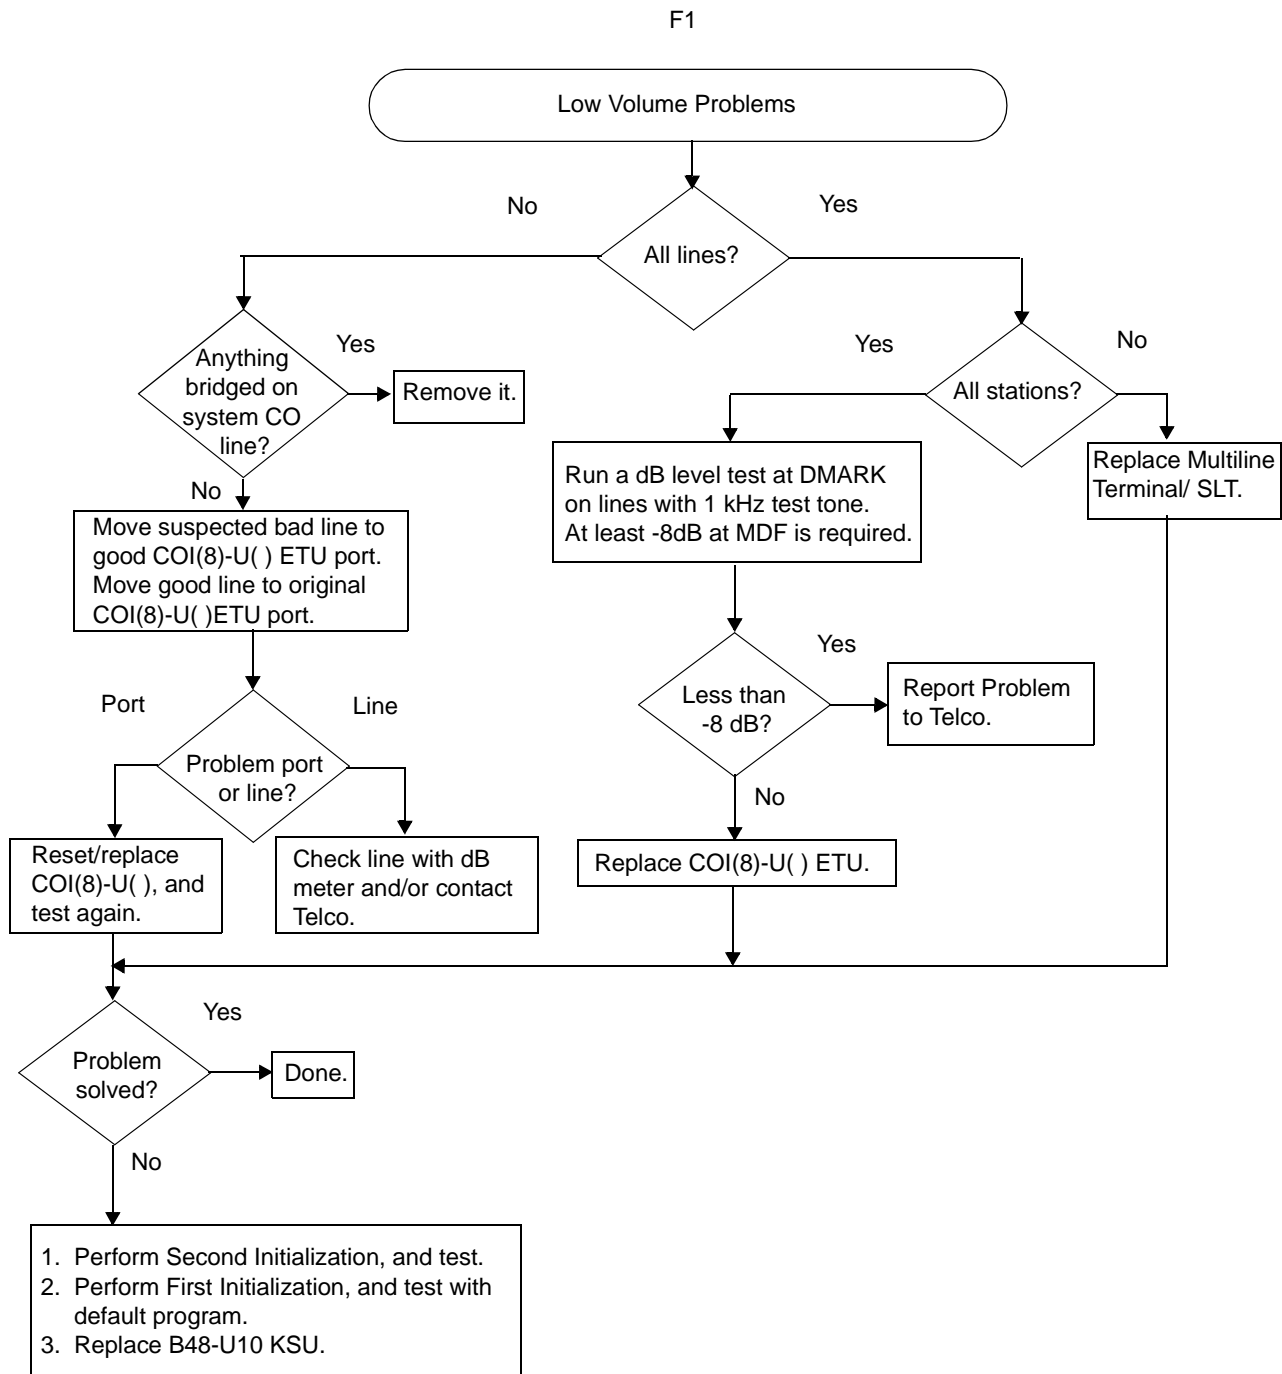 F1
Low Volume Problems
No
Yes
All lines?
Anything
bridged on
system CO
line?
Yes
Remove it.
No
Yes
No
All stations?
Replace Multiline
Terminal/ SLT.
Run a dB level test at DMARK
on lines with 1 kHz test tone.
At least -8dB at MDF is required.
Move suspected bad line to
good COI(8)-U( ) ETU port.
Move good line to original
COI(8)-U( )ETU port.
Less than
-8 dB?
Yes
Report Problem
to Telco.
No
Replace COI(8)-U( ) ETU.
Port
Line
Problem port
or line?
Reset/replace
COI(8)-U( ), and
test again.
Check line with dB
meter and/or contact
Telco.
Problem
solved?
Yes
Done.
No
1. Perform Second Initialization, and test.
2. Perform First Initialization, and test with
default program.
3. Replace B48-U10 KSU.